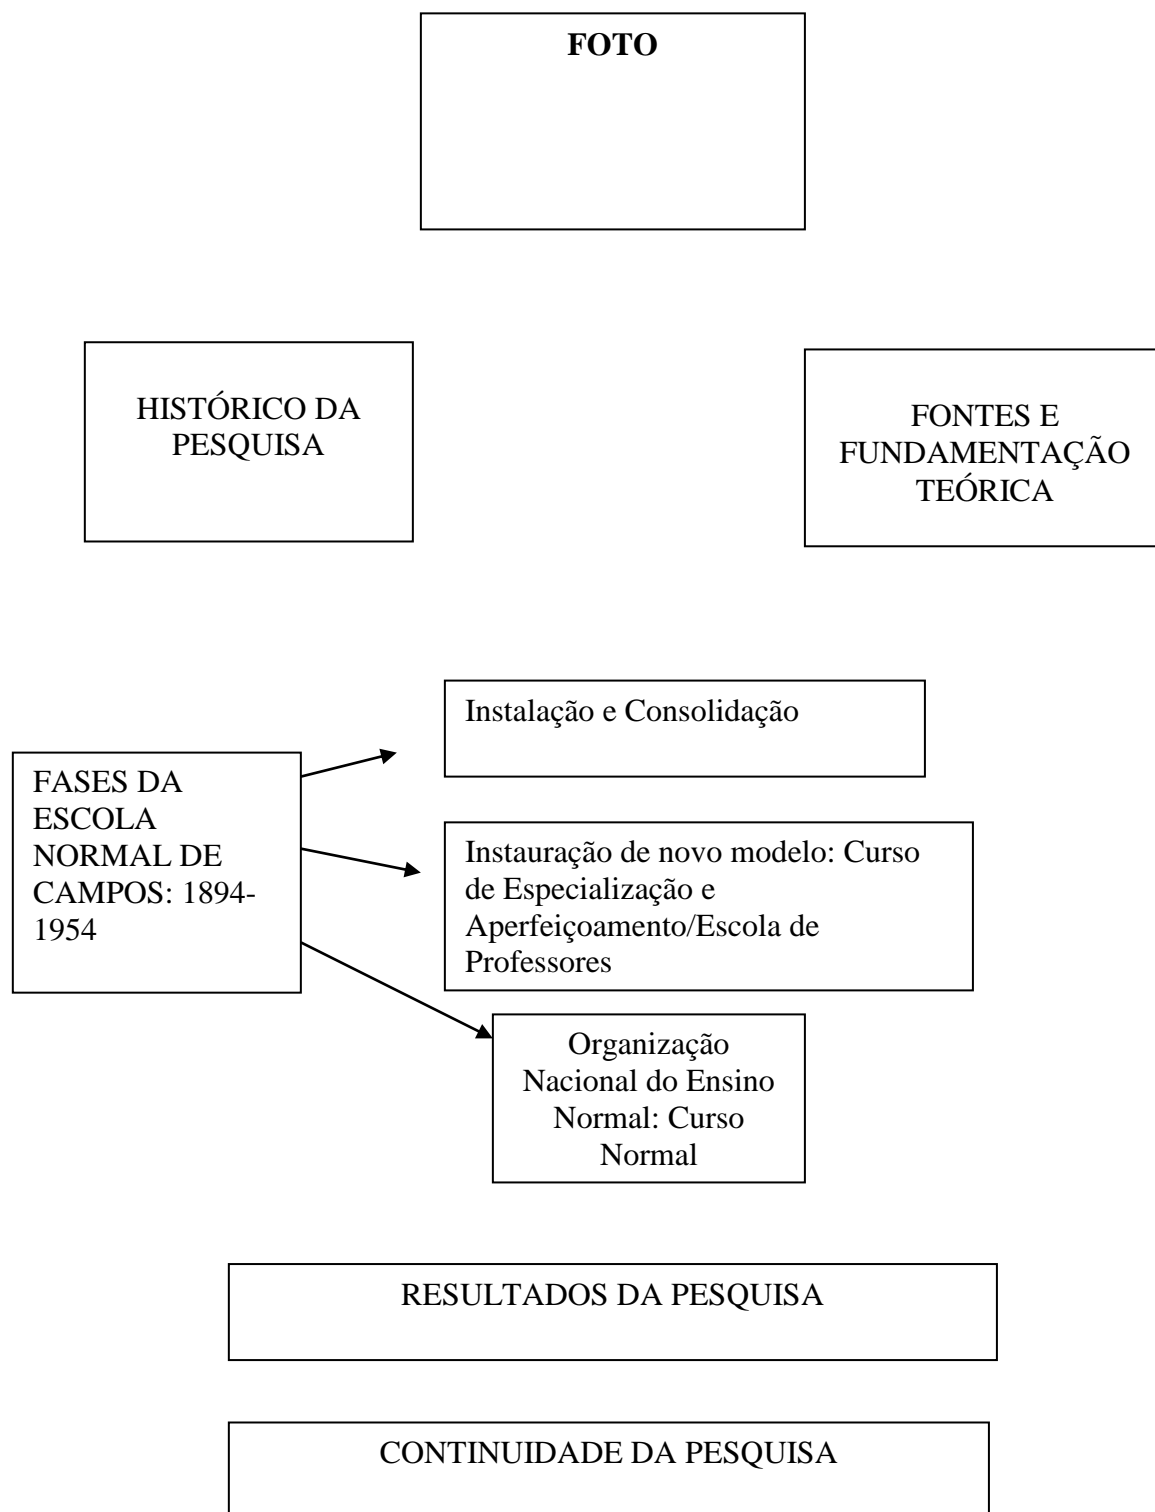 FOTO
HISTÓRICO DA
PESQUISA
FONTES E
FUNDAMENTAÇÃO
TEÓRICA
FASES DA
ESCOLA
NORMAL DE
CAMPOS: 1894-
1954
Instalação e Consolidação
Instauração de novo modelo: Curso
de Especialização e
Aperfeiçoamento/Escola de
Professores
Organização
Nacional do Ensino
Normal: Curso
Normal
RESULTADOS DA PESQUISA
CONTINUIDADE DA PESQUISA